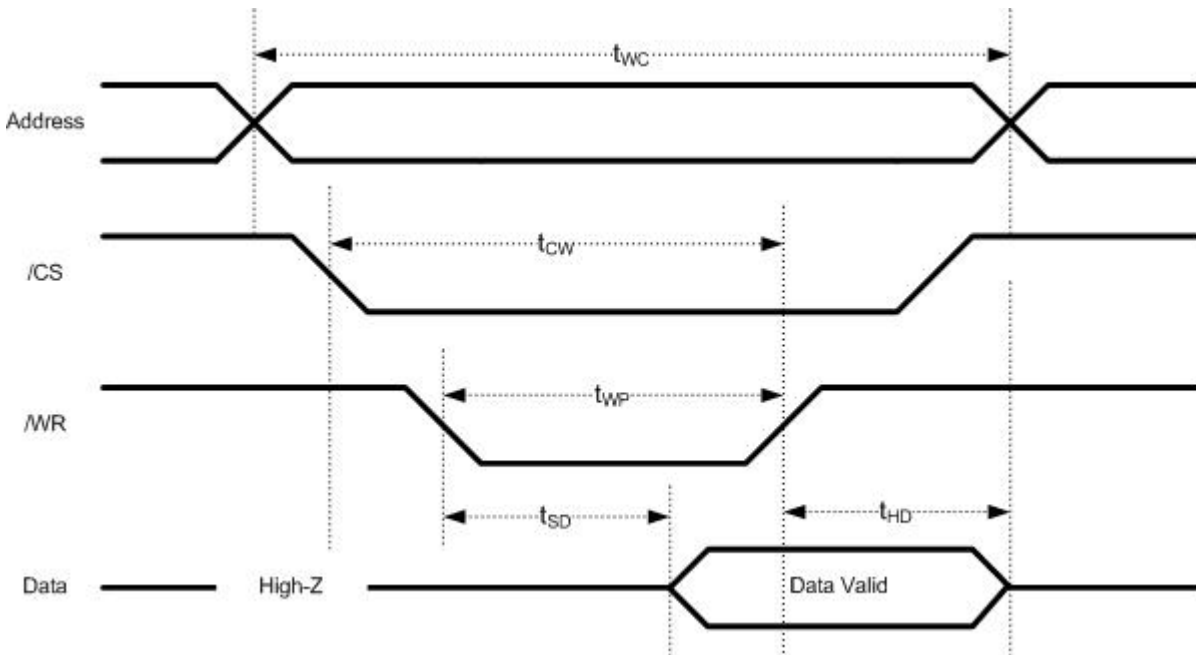 tWC
Address
tCW
/CS
tWP
/WR
tSD
tHD
Data
High-Z
Data Valid